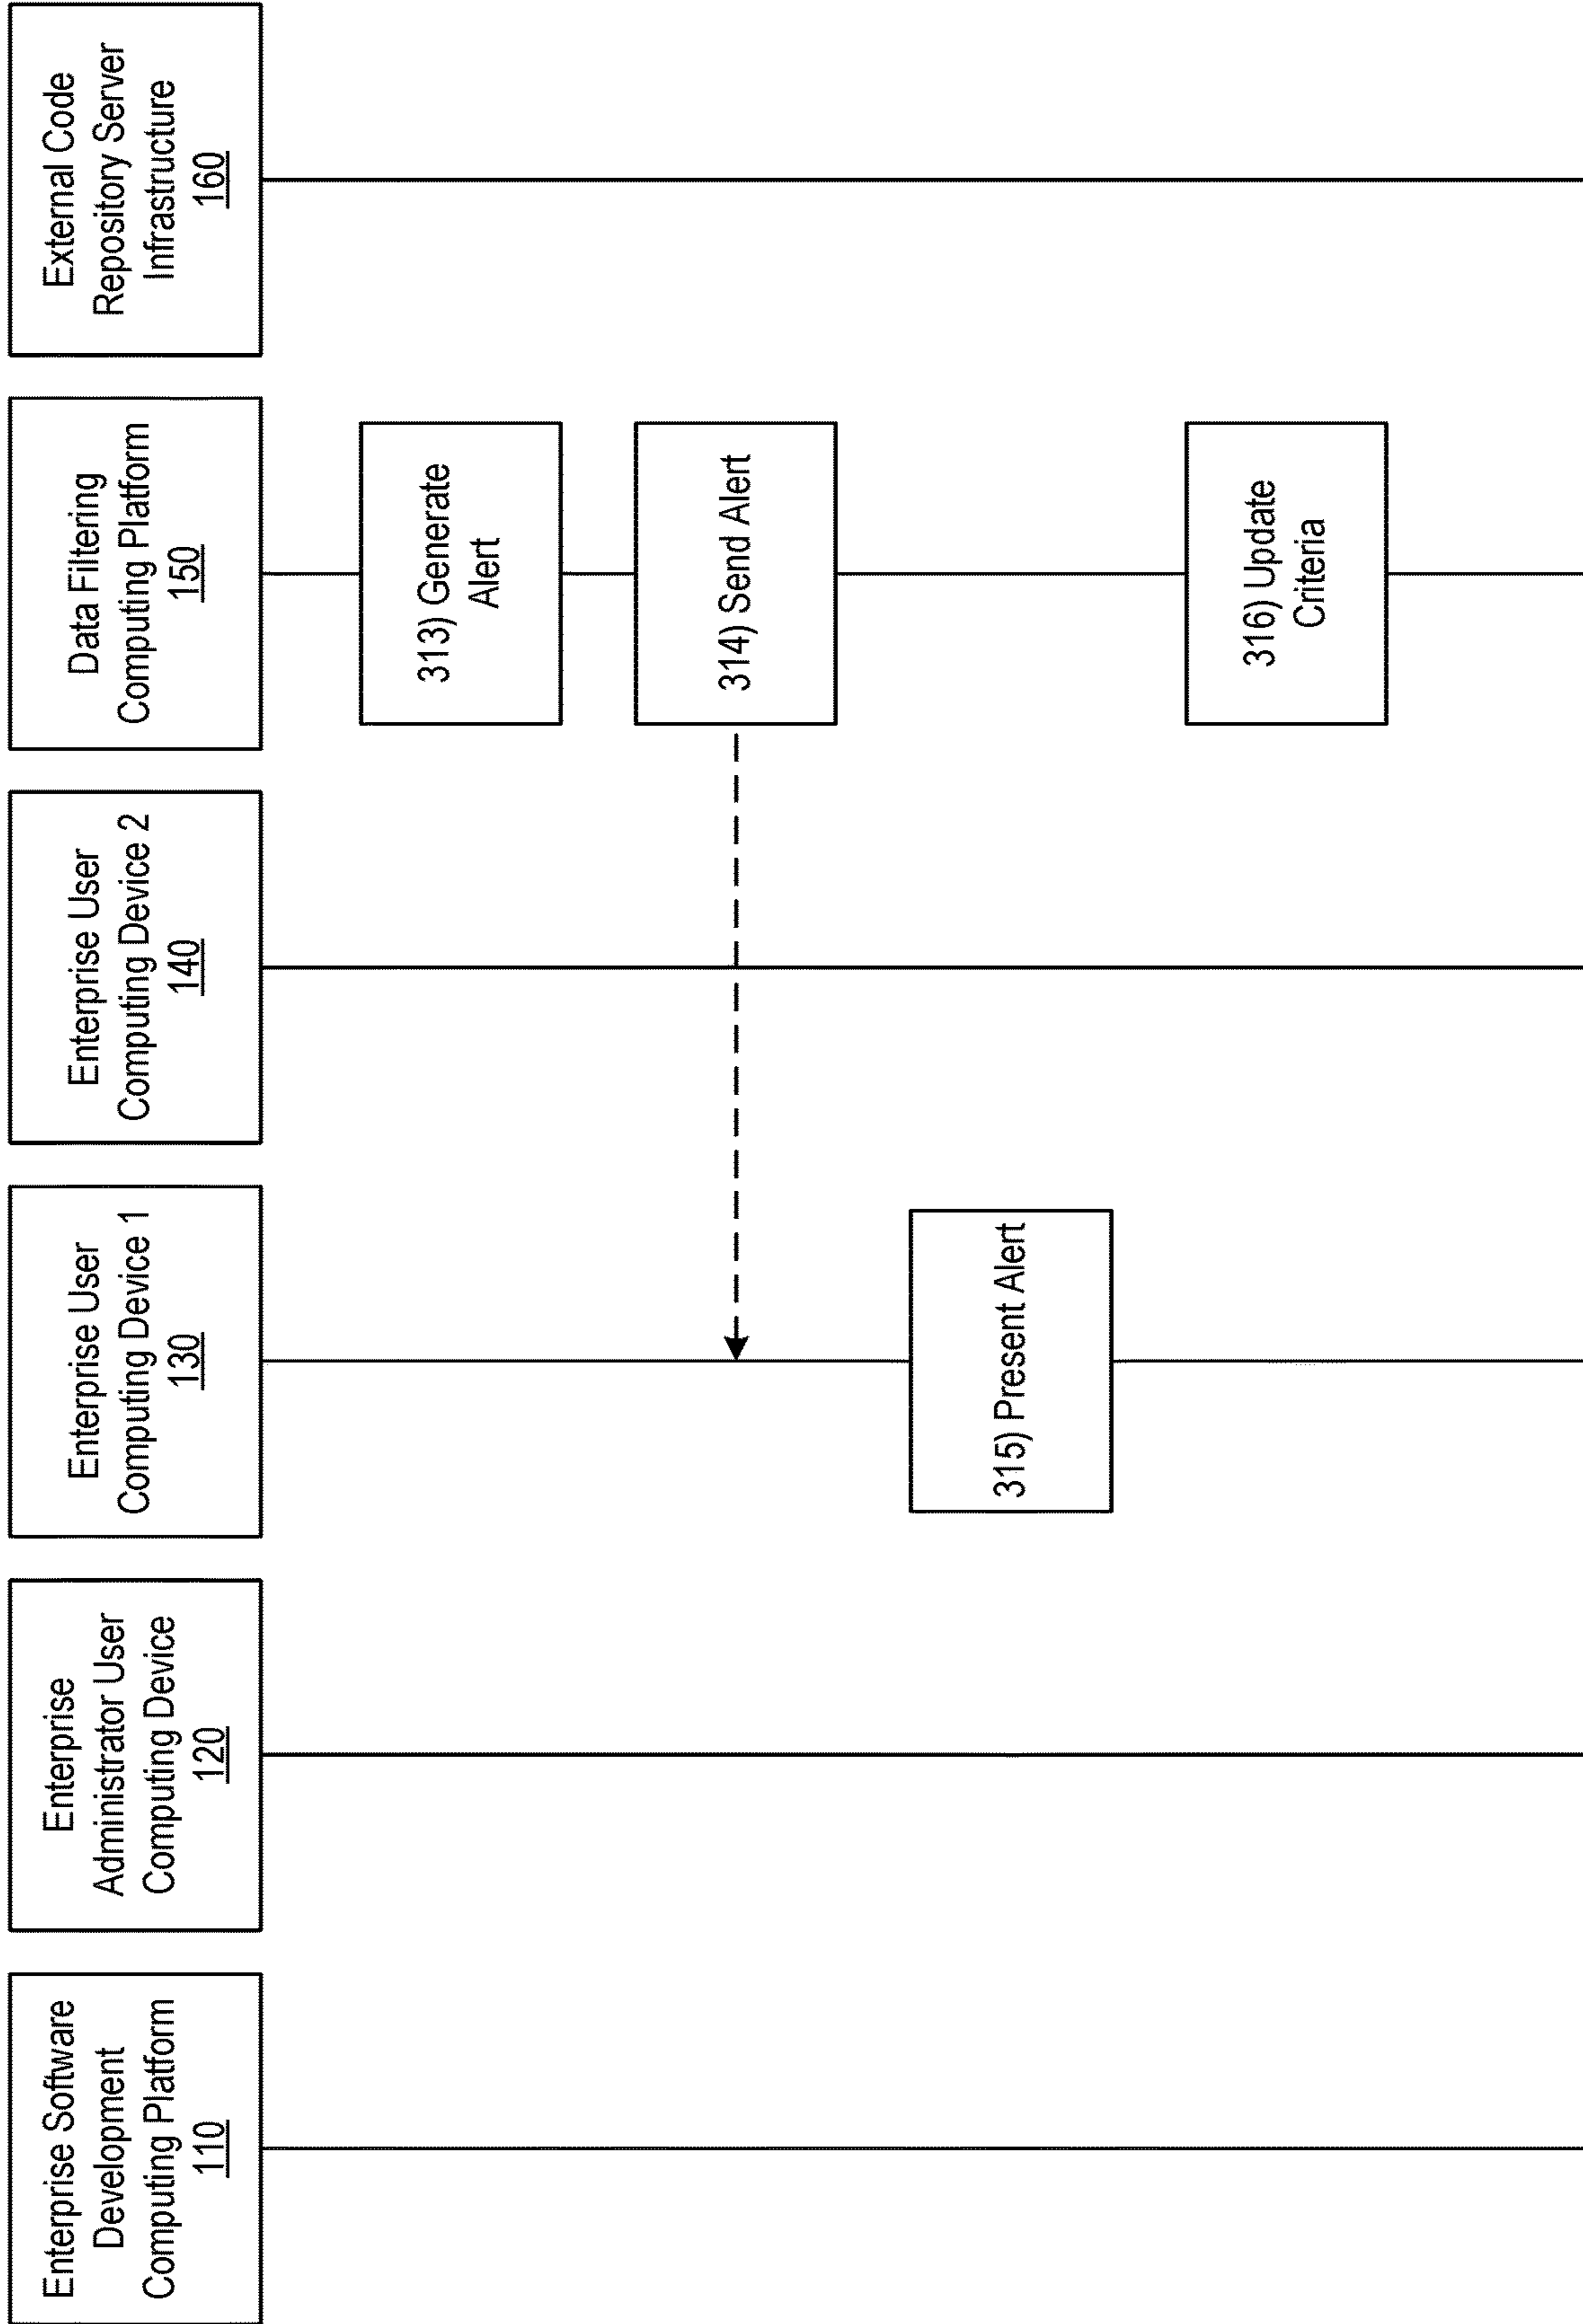 Enterprise Software
Development
Computing Platform
110
Enterprise
Administrator User
Computing Device
120
Enterprise User
Computing Device 1
130
Enterprise User
Computing Device 2
140
Data Filtering
Computing Platform
150
External Code
Repository Server
Infrastructure
160
313) Generate
Alert
314) Send Alert
315) Present Alert
316) Update
Criteria